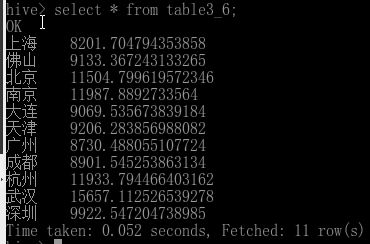 hive> select * from table3_6;
OK
上海 8201.704794353858
佛山 9133.367243133265
北京 11504.799619572346
南京 11987.8892733564
大连 9069.535673839184
天津 9206.283856988082
广州 8730.488055107724
成都 8901.545253863134
杭州 11933.794466403162
武汉 15657.112526539278
深圳 9922.547204738985
Time taken: 0.052 seconds, Fetched: 11 row(s)